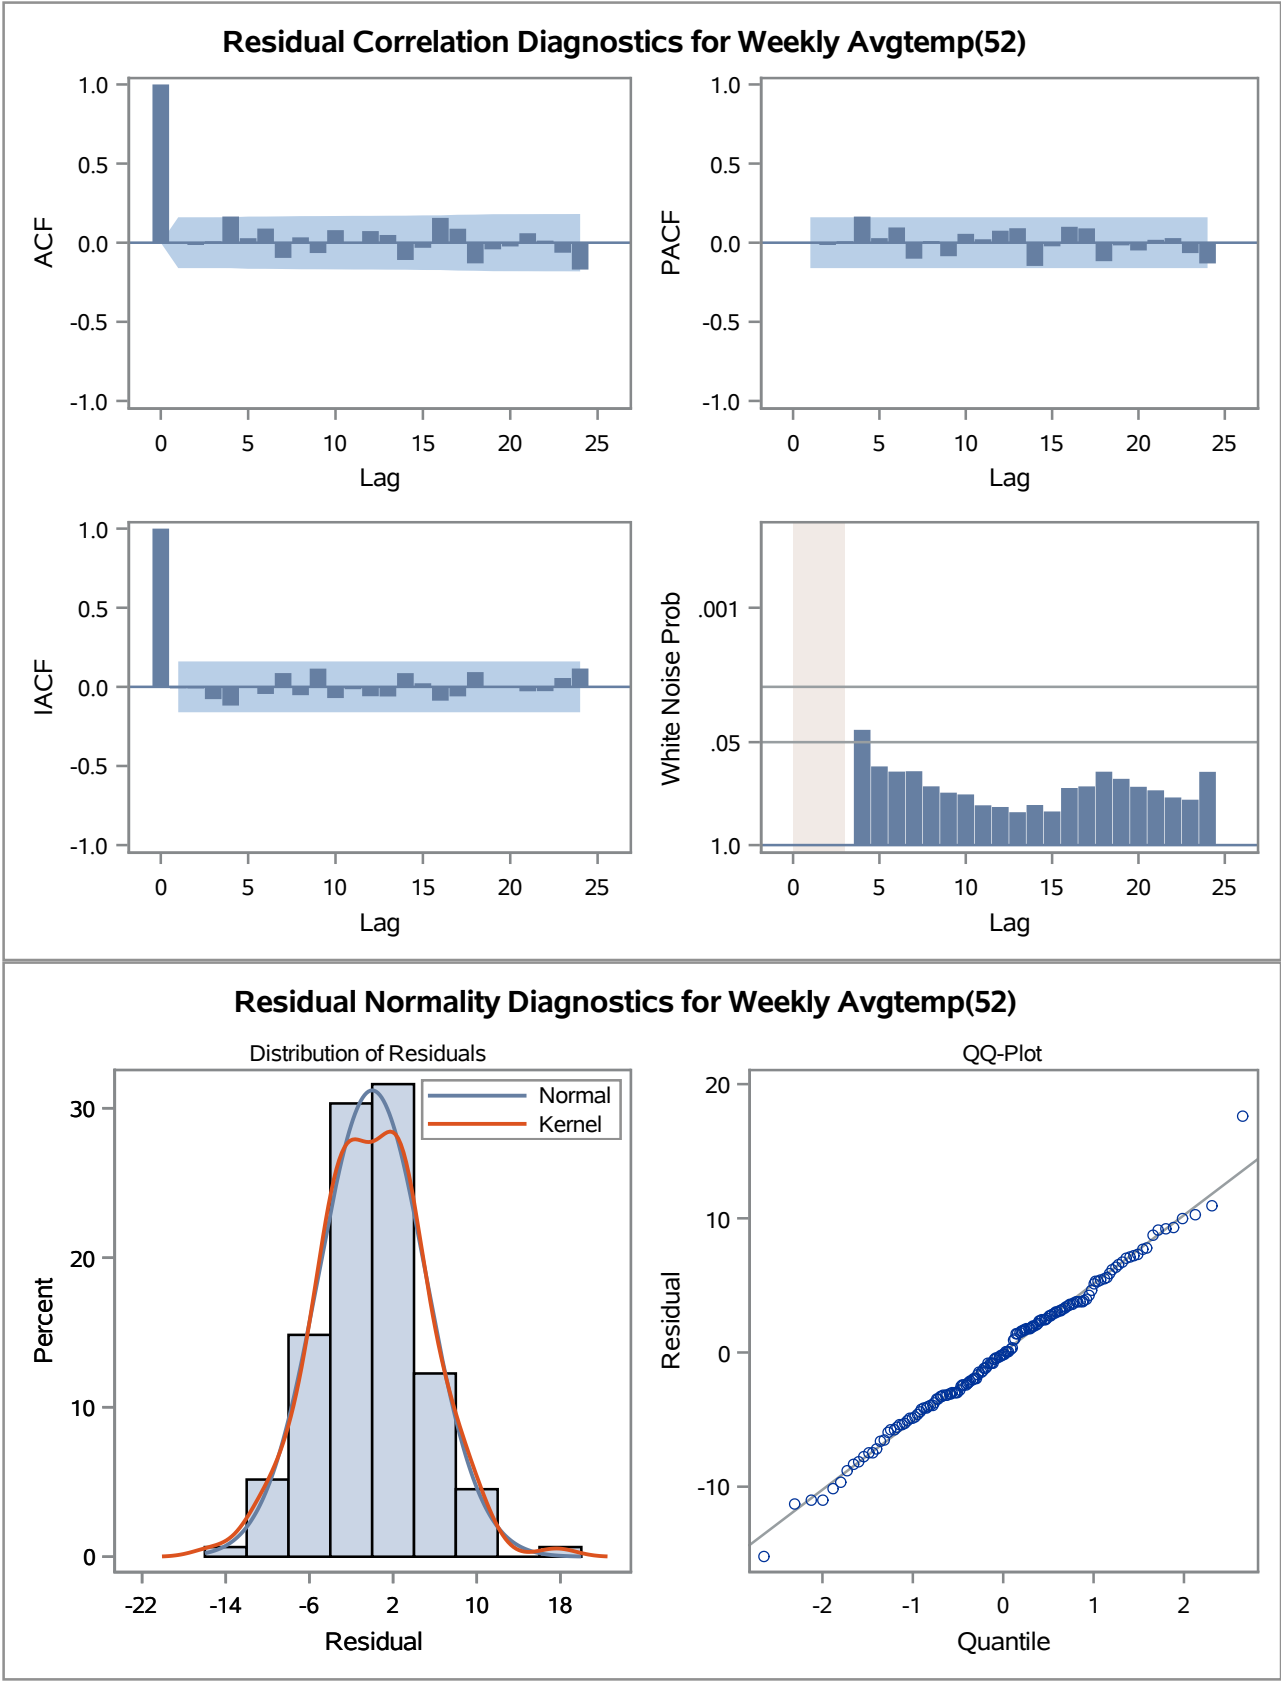 Residual Correlation Diagnostics for Weekly Avgtemp(52)
1.0
0.5
0.0
-0.5
-1.0
ACF
0 5 10 15 20 25
Lag
1.0
0.5
0.0
-0.5
-1.0
PACF
0 5 10 15 20 25
Lag
1.0
0.5
0.0
-0.5
-1.0
IACF
0 5 10 15 20 25
Lag
.001
.05
1.0
White Noise Prob
0 5 10 15 20 25
Lag
Residual Normality Diagnostics for Weekly Avgtemp(52)
Distribution of Residuals
Normal
Kernel
30
20
10
0
Percent
-22 -14 -6 2 10 18
Residual
QQ-Plot
20
10
0
-10
Residual
-2 -1 0 1 2
Quantile